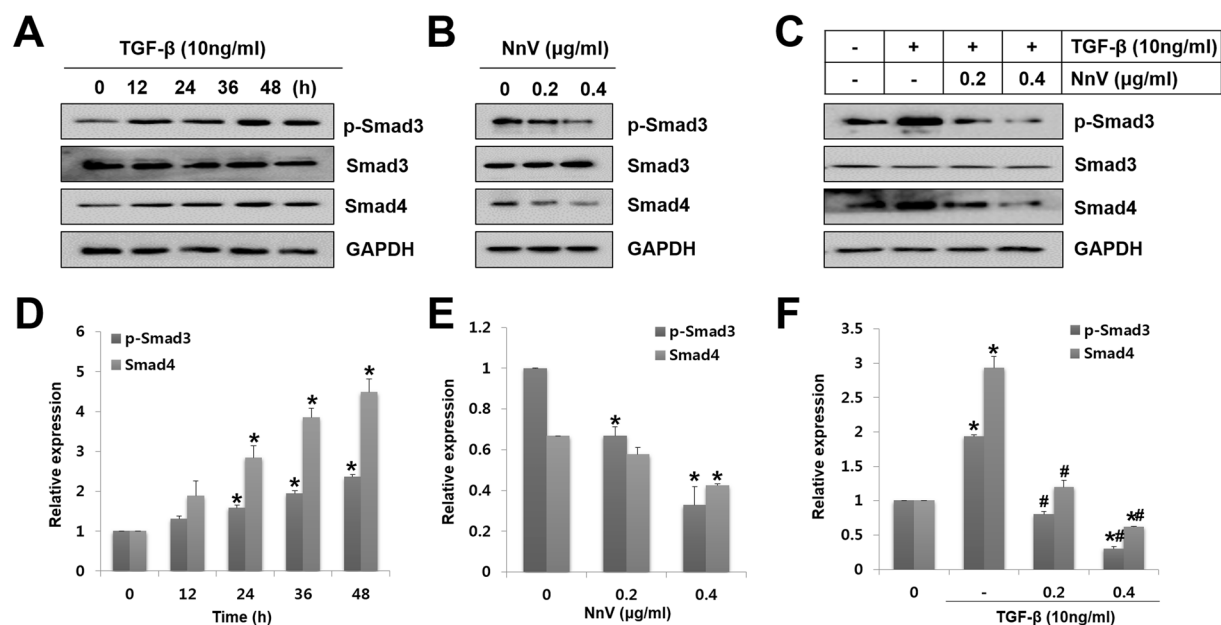 A
TGF-β (10ng/ml)
0 12 24 36 48 (h)
p-Smad3
Smad3
Smad4
GAPDH
B
NnV (μg/ml)
0 0.2 0.4
p-Smad3
Smad3
Smad4
GAPDH
C
- + + + TGF-β (10ng/ml)
- - 0.2 0.4 NnV (μg/ml)
p-Smad3
Smad3
Smad4
GAPDH
D
Relative expression
6
5
4
3
2
1
0
p-Smad3
Smad4
* *
* *
* *
0 12 24 36 48
Time (h)
E
Relative expression
1.2
1
0.8
0.6
0.4
0.2
0
p-Smad3
Smad4
*
* *
0 0.2 0.4
NnV (μg/ml)
F
Relative expression
3.5
3
2.5
2
1.5
1
0.5
0
p-Smad3
Smad4
* *
# #
*# *#
0 - 0.2 0.4
TGF-β (10ng/ml)